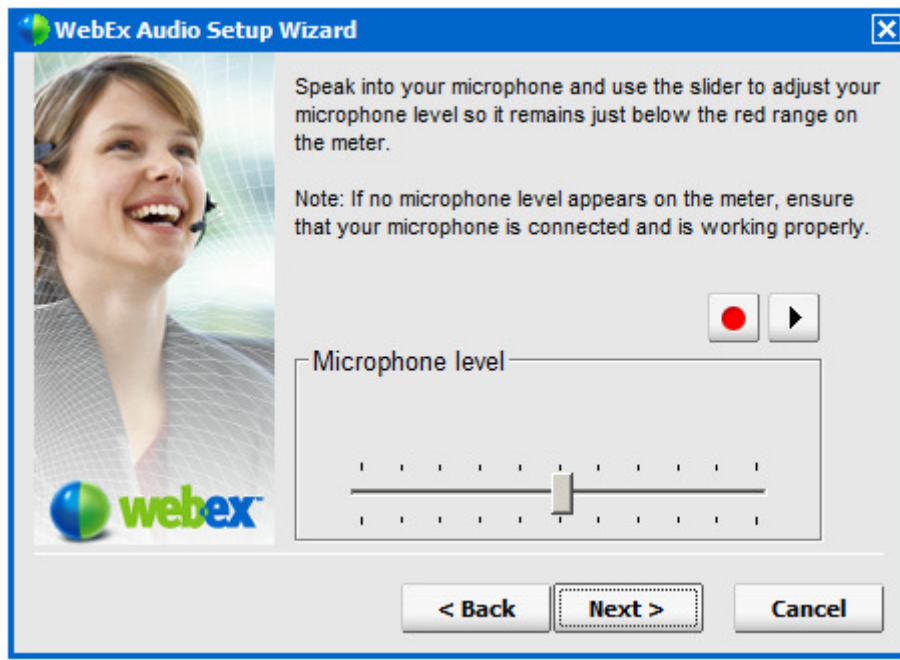 WebEx Audio Setup Wizard
Speak into your microphone and use the slider to adjust your
microphone level so it remains just below the red range on
the meter.
Note: If no microphone level appears on the meter, ensure
that your microphone is connected and is working properly.
Microphone level
webex
< Back Next > Cancel